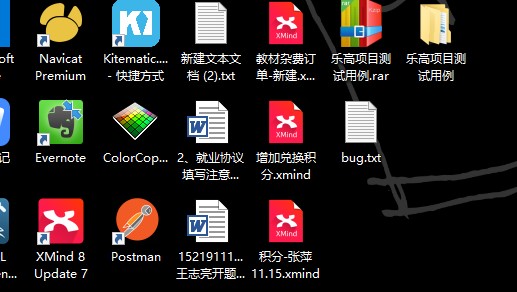 oft
Navicat
Premium
Kitematic....
- 快捷方式
新建文本文
档 (2).txt
XMind
教材杂费订
单-新建.x...
乐高项目测
试用例.rar
乐高项目测
试用例
记
Evernote
ColorCop...
W
2、就业协议
填写注意...
XMind
增加兑换积
分.xmind
bug.txt
L
en...
XMind 8
Update 7
Postman
W
15219111...
王志亮开题...
XMind
积分-张萍
11.15.xmind